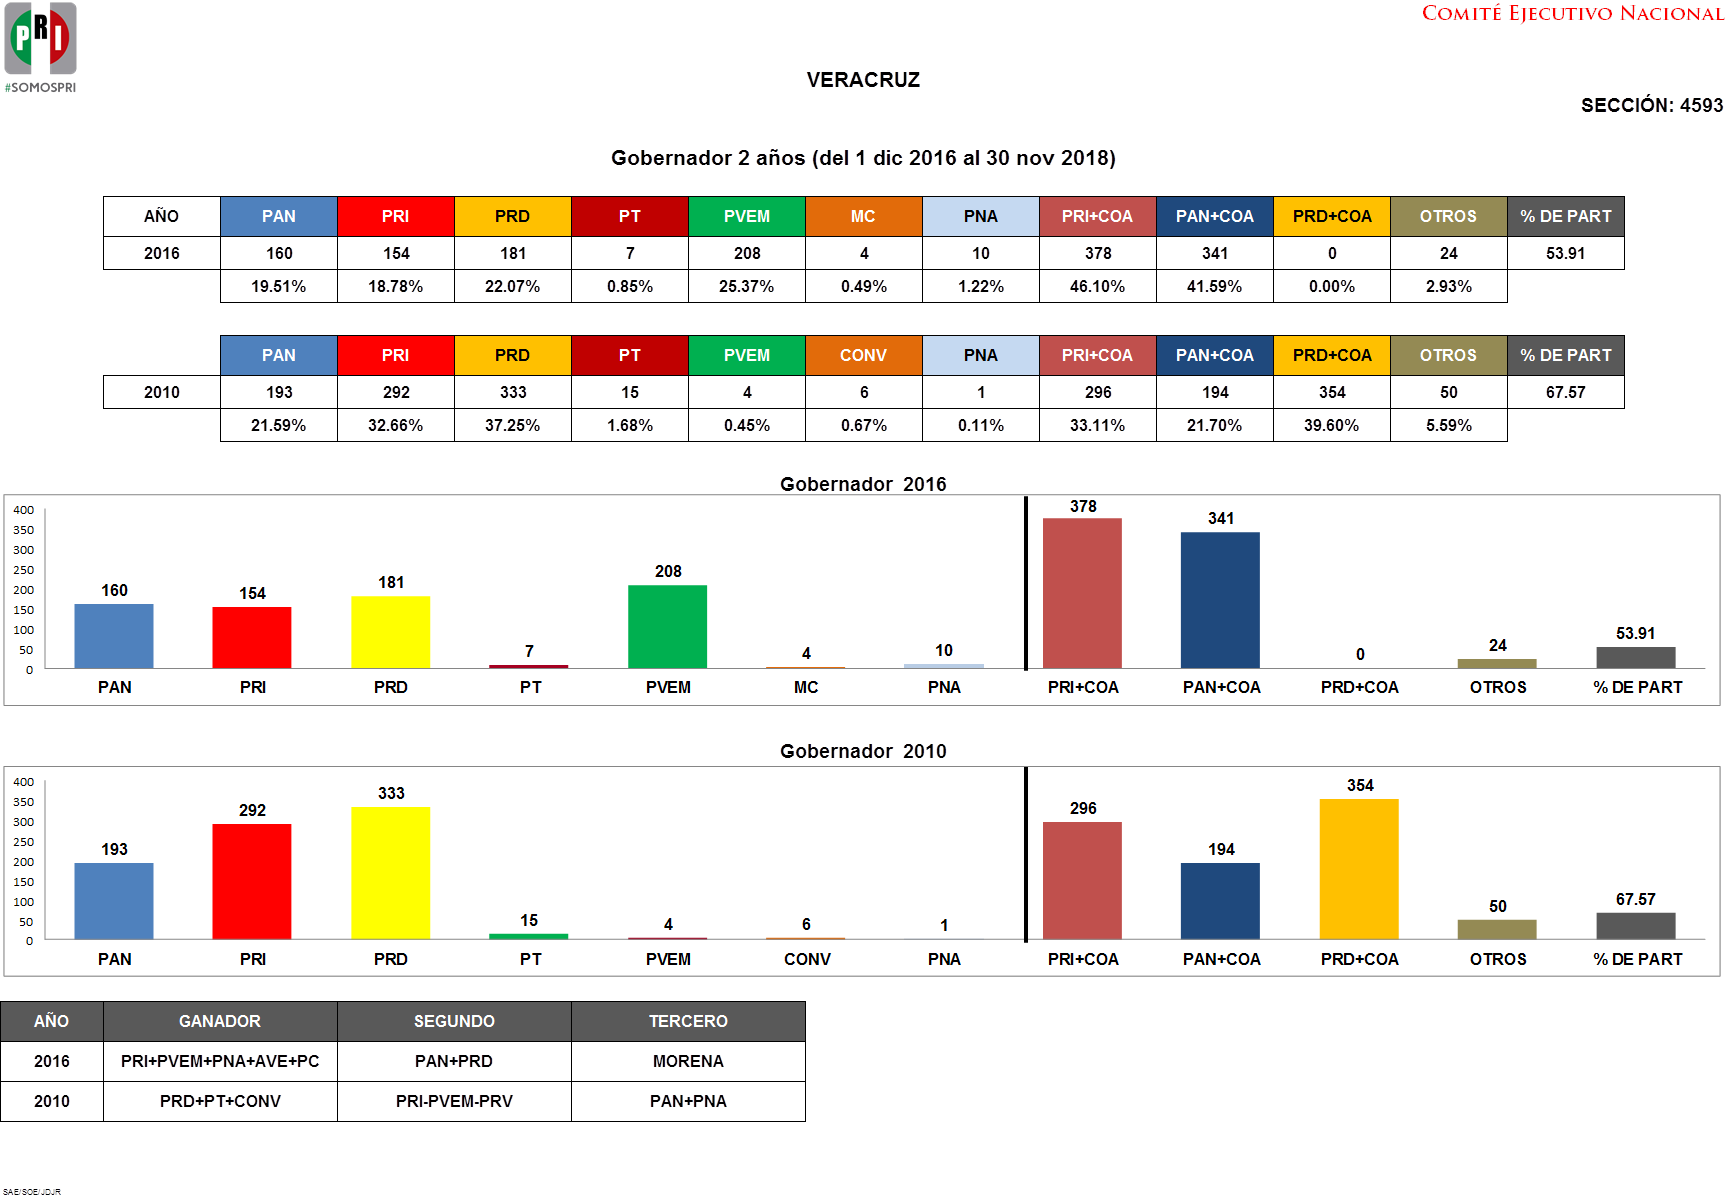 PRI
#SOMOSPRI
COMITÉ EJECUTIVO NACIONAL
VERACRUZ
SECCIÓN: 4593
Gobernador 2 años (del 1 dic 2016 al 30 nov 2018)
AÑO PAN PRI PRD PT PVEM MC PNA PRI+COA PAN+COA PRD+COA OTROS % DE PART
2016 160 154 181 7 208 4 10 378 341 0 24 53.91
19.51% 18.78% 22.07% 0.85% 25.37% 0.49% 1.22% 46.10% 41.59% 0.00% 2.93%
PAN PRI PRD PT PVEM CONV PNA PRI+COA PAN+COA PRD+COA OTROS % DE PART
2010 193 292 333 15 4 6 1 296 194 354 50 67.57
21.59% 32.66% 37.25% 1.68% 0.45% 0.67% 0.11% 33.11% 21.70% 39.60% 5.59%
Gobernador 2016
400
350
300
250
200
150
100
50
0
160 154 181 7 208 4 10 378 341 0 24 53.91
PAN PRI PRD PT PVEM MC PNA PRI+COA PAN+COA PRD+COA OTROS % DE PART
Gobernador 2010
400
350
300
250
200
150
100
50
0
193 292 333 15 4 6 1 296 194 354 50 67.57
PAN PRI PRD PT PVEM CONV PNA PRI+COA PAN+COA PRD+COA OTROS % DE PART
AÑO GANADOR SEGUNDO TERCERO
2016 PRI+PVEM+PNA+AVE+PC PAN+PRD MORENA
2010 PRD+PT+CONV PRI-PVEM-PRV PAN+PNA
SAE/SOE/JDJR